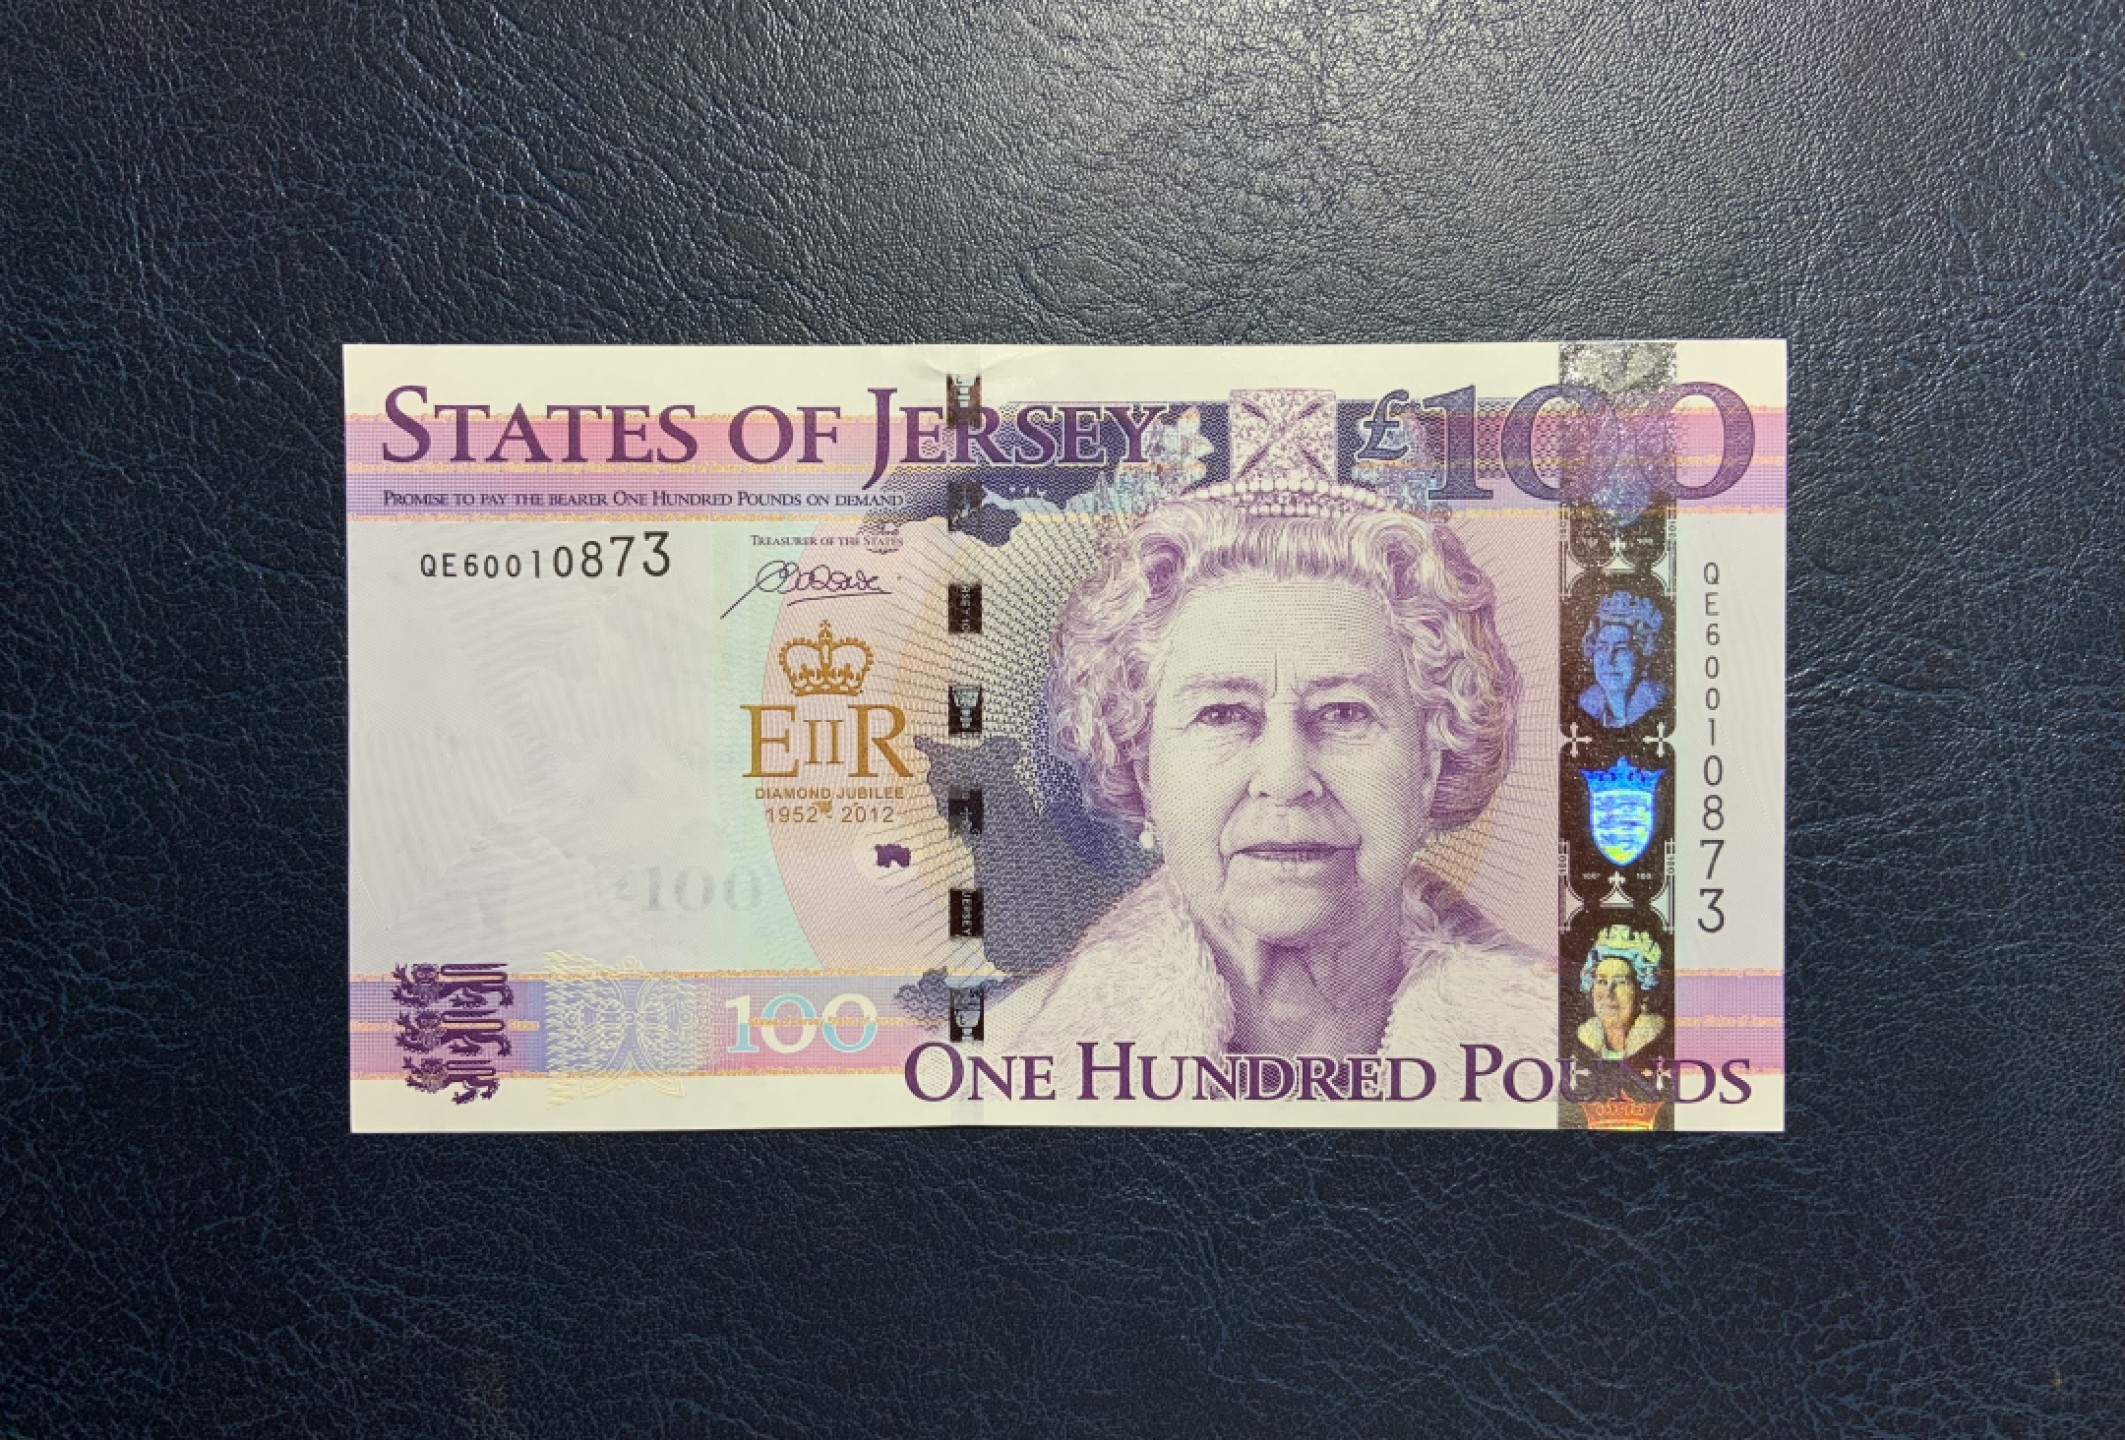 STATES OF JERSEY
£100
PROMISE TO PAY THE BEARER ONE HUNDRED POUNDS ON DEMAND
QE60010873
TREASURER OF THE STATES
EIIR
DIAMOND JUBILEE
1952 - 2012
£100
JERSEY
100
ONE HUNDRED POUNDS
QE60010873